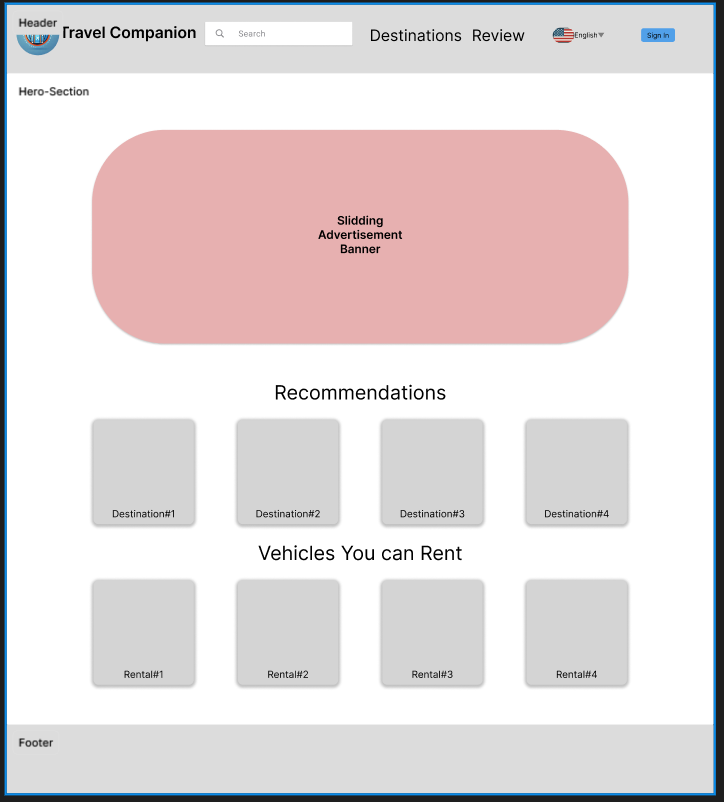 Header
Travel Companion
Search
Destinations
Review
English
Sign In
Hero-Section
Slidding
Advertisement
Banner
Recommendations
Destination#1
Destination#2
Destination#3
Destination#4
Vehicles You can Rent
Rental#1
Rental#2
Rental#3
Rental#4
Footer